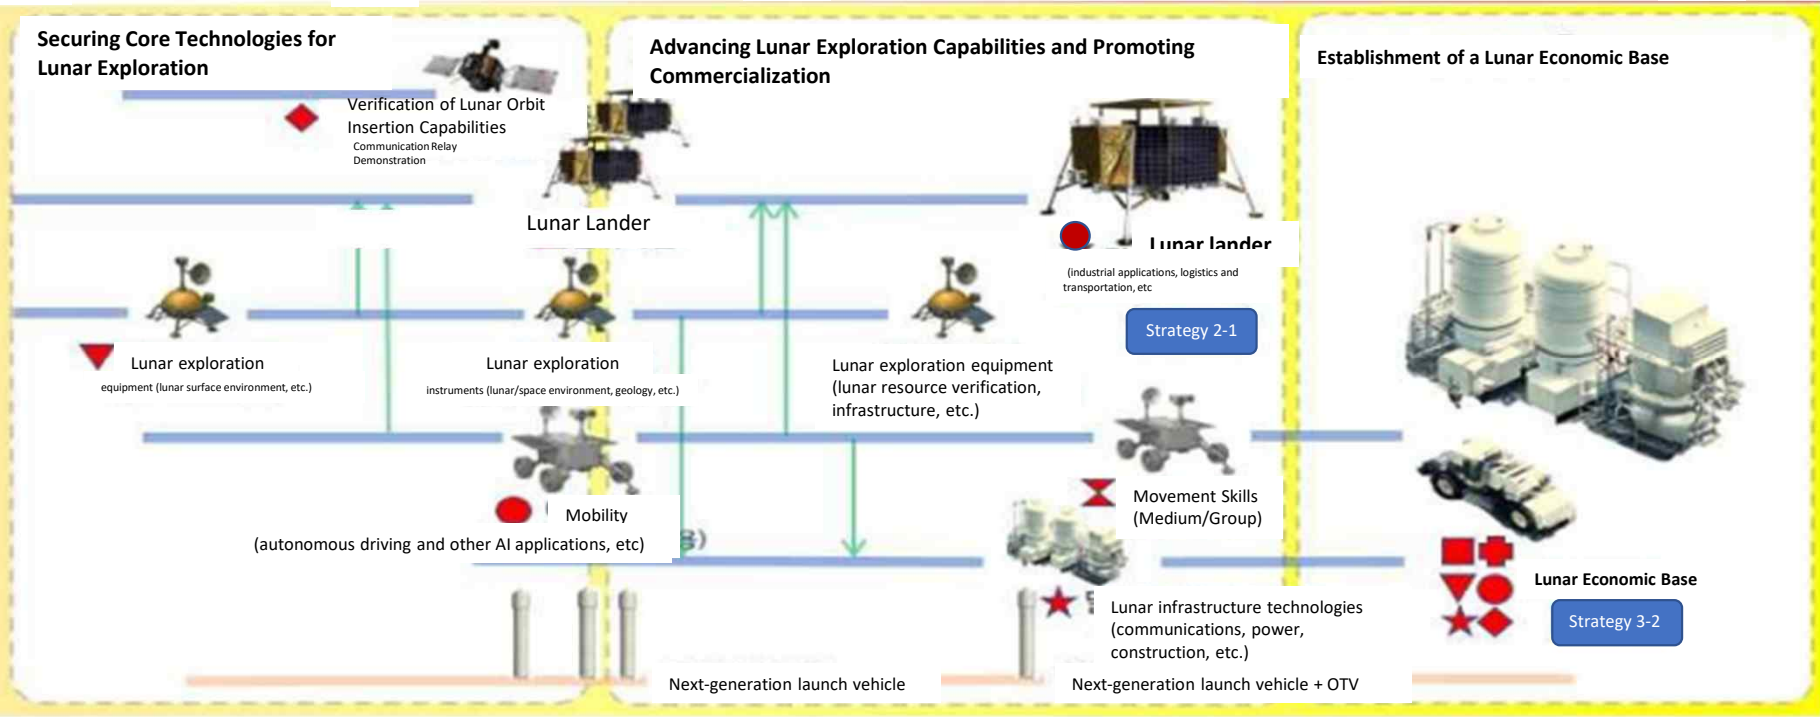 Securing Core Technologies for
Lunar Exploration
Verification of Lunar Orbit
Insertion Capabilities
Communication Relay
Demonstration
Lunar Lander
Lunar exploration
equipment (lunar surface environment, etc.)
Lunar exploration
instruments (lunar/space environment, geology, etc.)
Mobility
(autonomous driving and other AI applications, etc)
Advancing Lunar Exploration Capabilities and Promoting
Commercialization
Lunar lander
(industrial applications, logistics and
transportation, etc
Strategy 2-1
Lunar exploration equipment
(lunar resource verification,
infrastructure, etc.)
Movement Skills
(Medium/Group)
Lunar infrastructure technologies
(communications, power,
construction, etc.)
Next-generation launch vehicle
Next-generation launch vehicle + OTV
Establishment of a Lunar Economic Base
Lunar Economic Base
Strategy 3-2